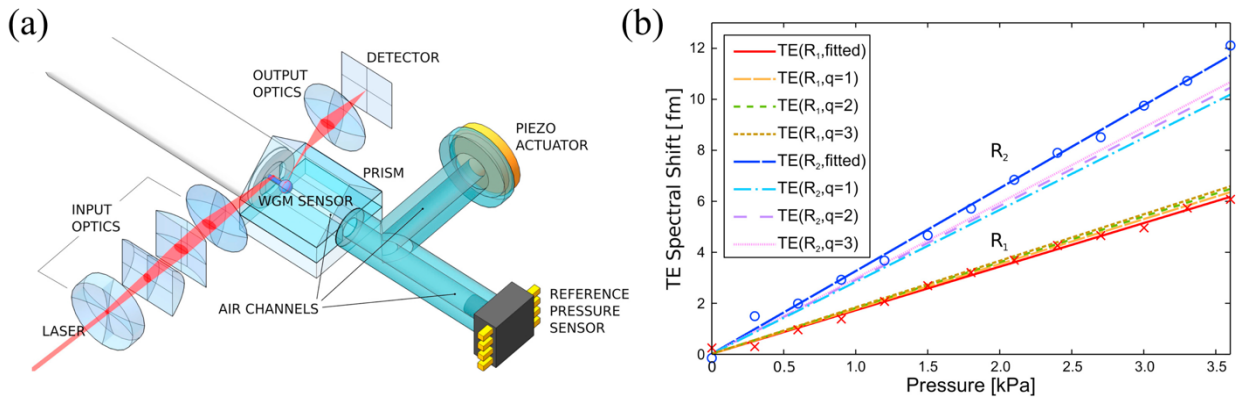 (a)
DETECTOR
OUTPUT
OPTICS
PIEZO
ACTUATOR
PRISM
WGM SENSOR
INPUT
OPTICS
AIR CHANNELS
LASER
REFERENCE
PRESSURE
SENSOR
(b)
TE Spectral Shift [fm]
12
10
8
6
4
2
0
TE(R₁,fitted)
TE(R₁,q=1)
TE(R₁,q=2)
TE(R₁,q=3)
TE(R₂,fitted)
TE(R₂,q=1)
TE(R₂,q=2)
TE(R₂,q=3)
R₂
R₁
0 0.5 1.0 1.5 2.0 2.5 3.0 3.5
Pressure [kPa]